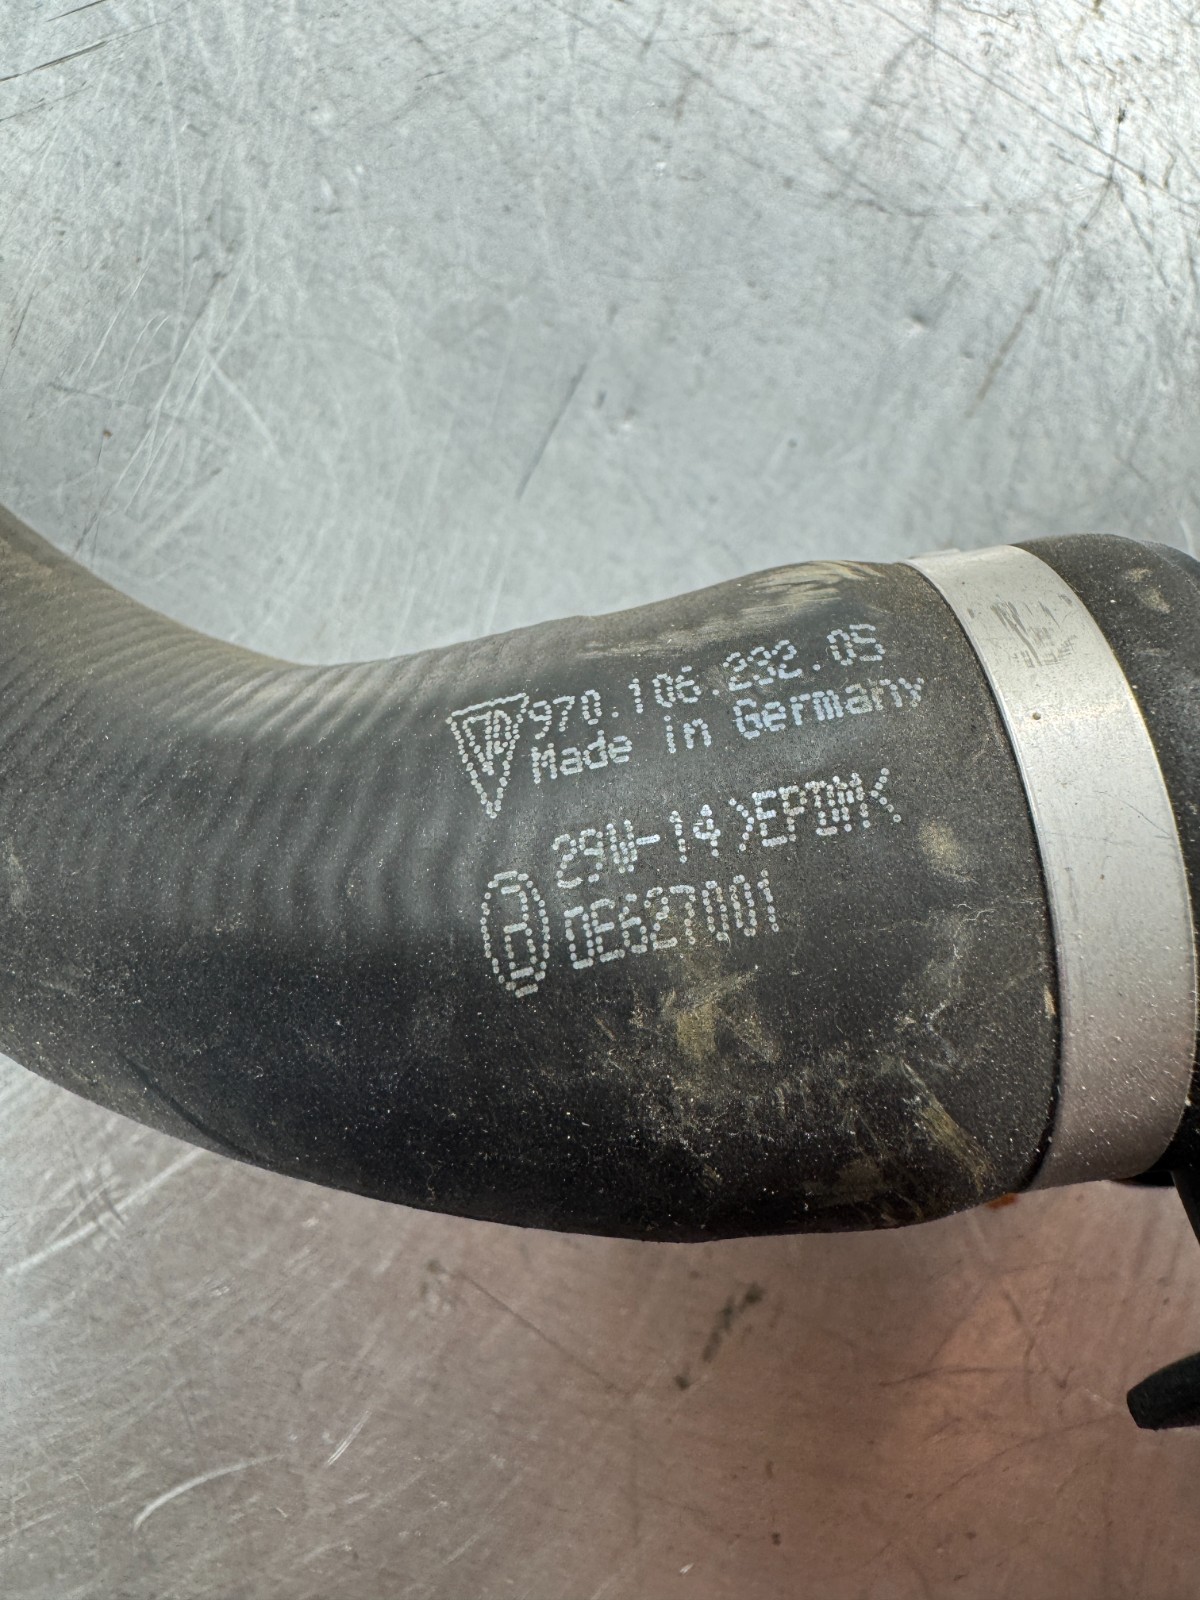 970.106.232.05
Made in Germany
29W-14 >EPDM<
DE627001